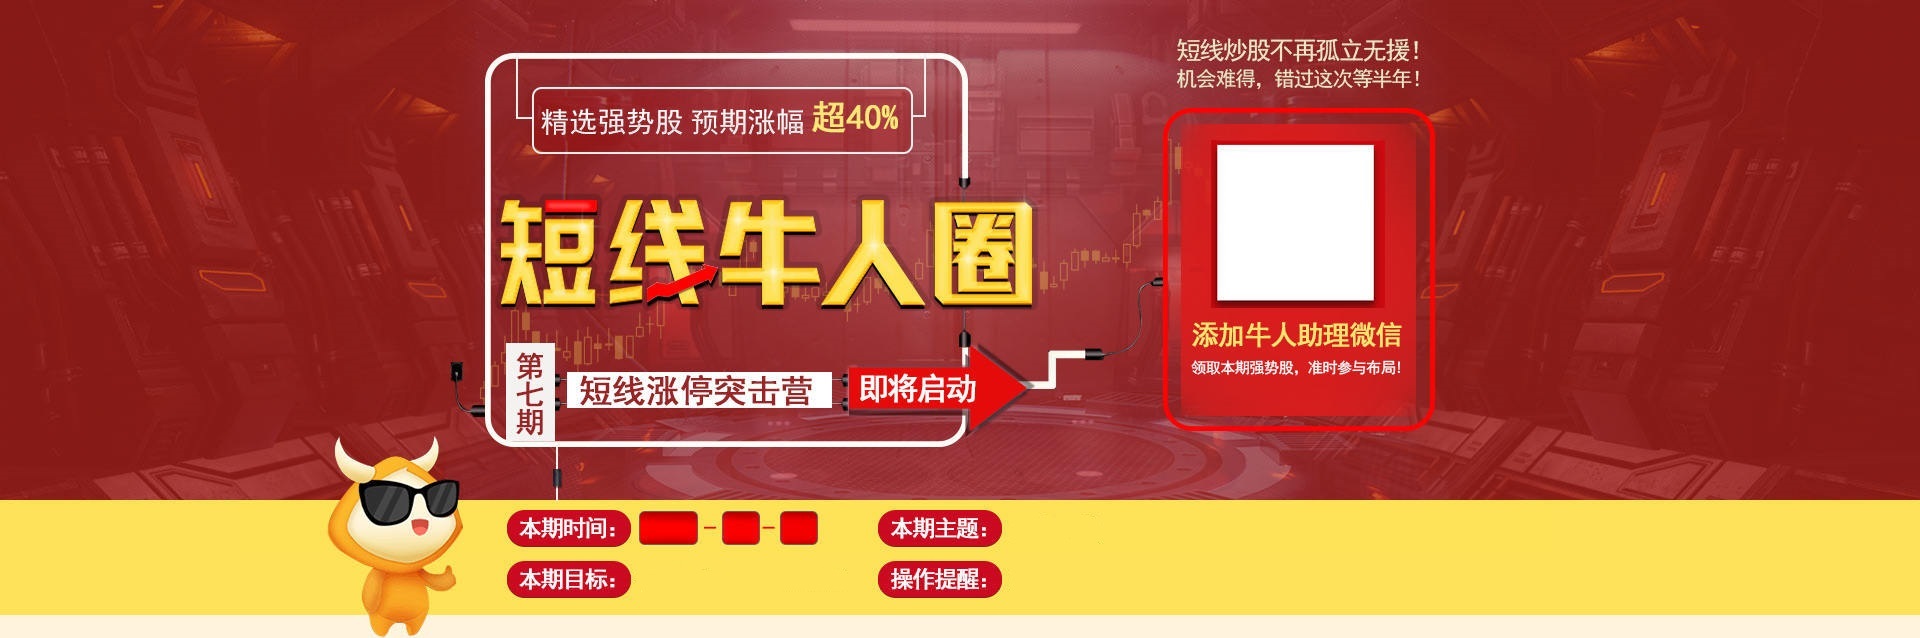 短线炒股不再孤立无援！
机会难得，错过这次等半年！
精选强势股 预期涨幅 超40%
短线牛人圈
第七期
短线涨停突击营
即将启动
添加牛人助理微信
领取本期强势股，准时参与布局！
本期时间：
本期主题：
本期目标：
操作提醒：